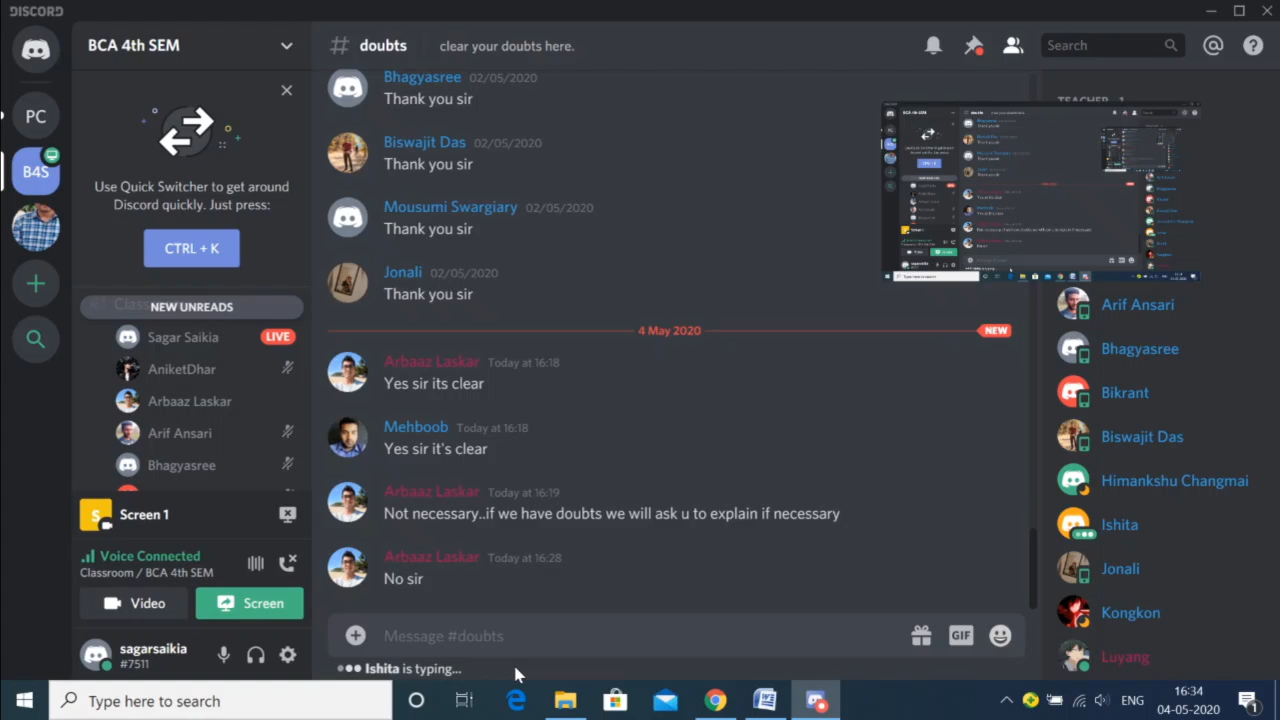 DISCORD
BCA 4th SEM
# doubts
clear your doubts here.
Search
Use Quick Switcher to get around
Discord quickly. Just press:
CTRL + K
PC
B4S
NEW UNREADS
Sagar Saikia
LIVE
AniketDhar
Arbaaz Laskar
Arif Ansari
Bhagyasree
S
Screen 1
Voice Connected
Classroom / BCA 4th SEM
Video
Screen
sagarsaikia
#7511
Bhagyasree 02/05/2020
Thank you sir
Biswajit Das 02/05/2020
Thank you sir
Mousumi Swargiary 02/05/2020
Thank you sir
Jonali 02/05/2020
Thank you sir
4 May 2020
NEW
Arbaaz Laskar Today at 16:18
Yes sir its clear
Mehboob Today at 16:18
Yes sir it's clear
Arbaaz Laskar Today at 16:19
Not necessary..if we have doubts we will ask u to explain if necessary
Arbaaz Laskar Today at 16:28
No sir
Message #doubts
GIF
Ishita is typing...
TEACHER
Arif Ansari
Bhagyasree
Bikrant
Biswajit Das
Himankshu Changmai
Ishita
Jonali
Kongkon
Luyang
Type here to search
ENG
16:34
04-05-2020
1